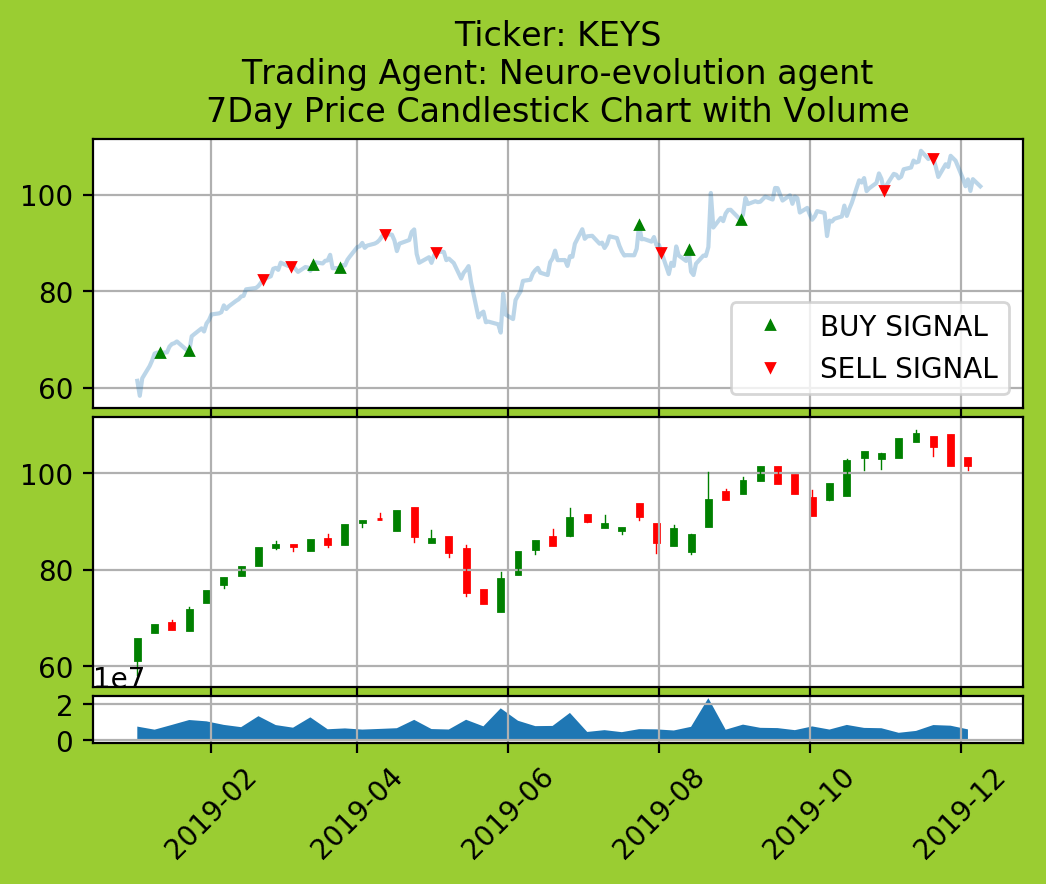 Ticker: KEYS
Trading Agent: Neuro-evolution agent
7Day Price Candlestick Chart with Volume
100
80
60
BUY SIGNAL
SELL SIGNAL
100
80
60
1e7
2
0
2019-02
2019-04
2019-06
2019-08
2019-10
2019-12